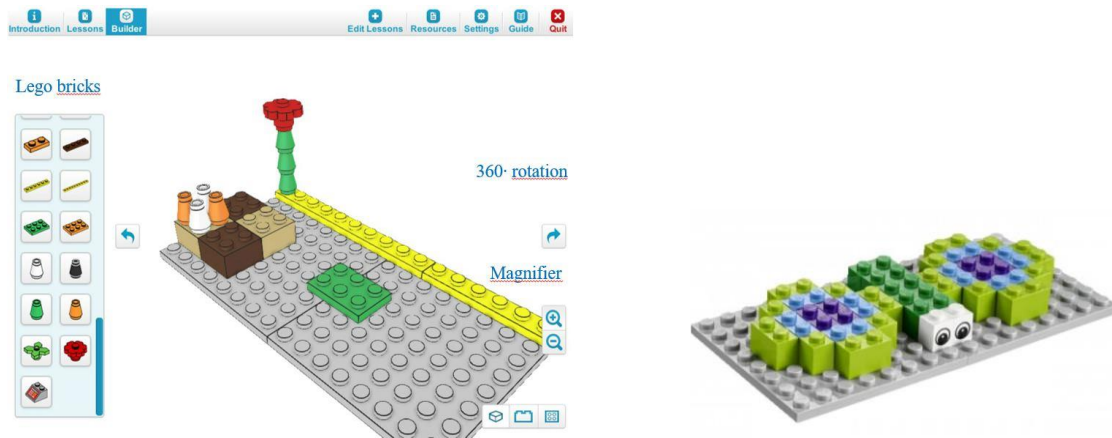 Introduction Lessons Builder Edit Lessons Resources Settings Guide Quit
Lego bricks
360· rotation
Magnifier